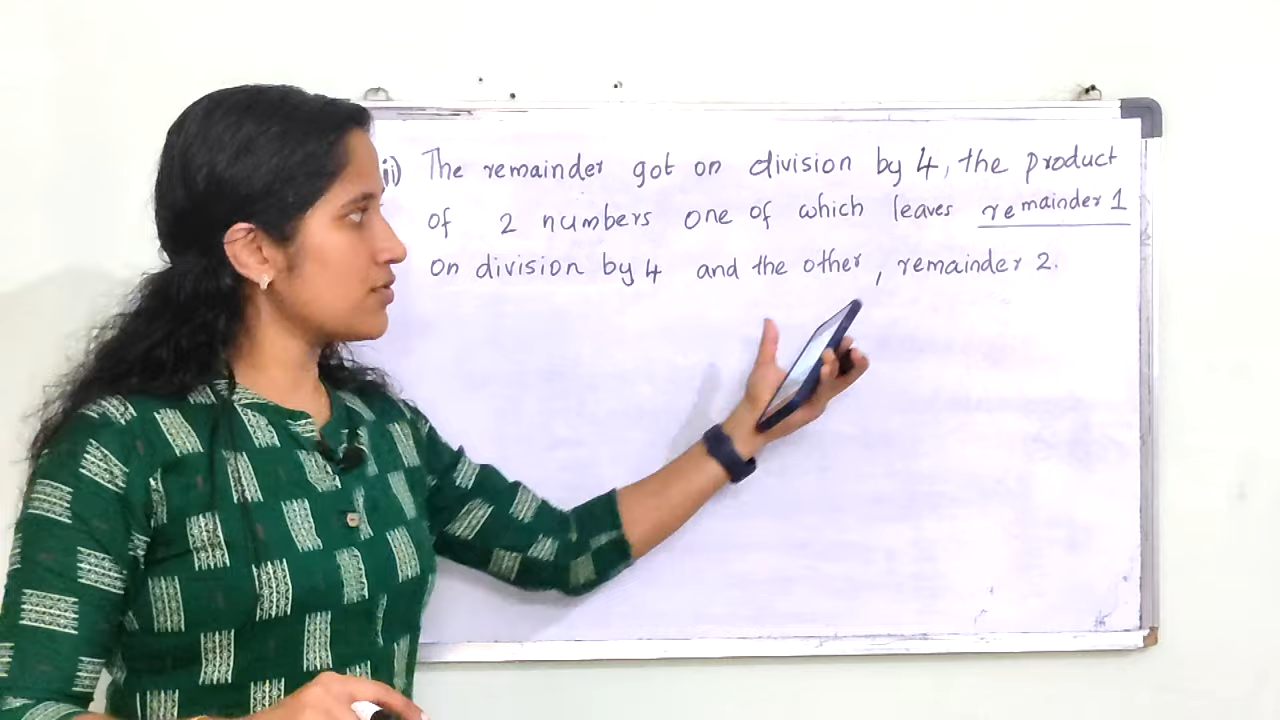 ii) The remainder got on division by 4, the product
of 2 numbers one of which leaves remainder 1
on division by 4 and the other, remainder 2.